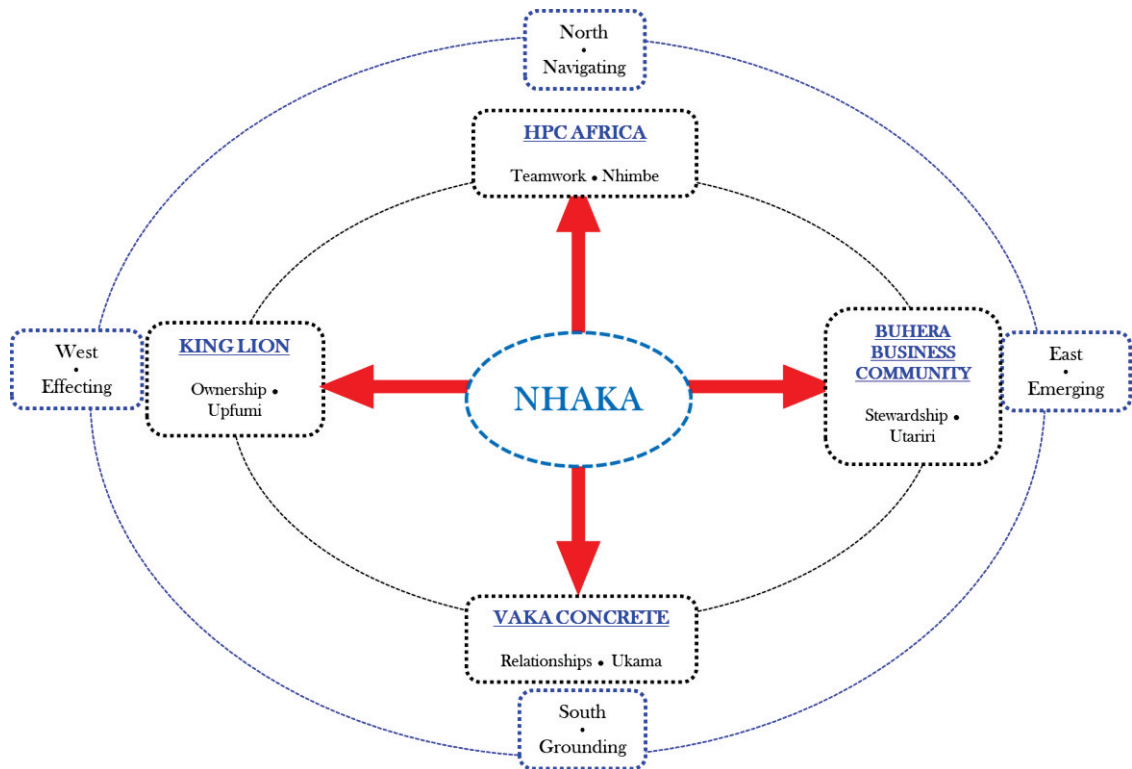 North
•
Navigating
HPC AFRICA
Teamwork • Nhimbe
West
•
Effecting
KING LION
Ownership •
Upfumi
NHAKA
BUHERA
BUSINESS
COMMUNITY
Stewardship •
Utariri
East
•
Emerging
VAKA CONCRETE
Relationships • Ukama
South
•
Grounding